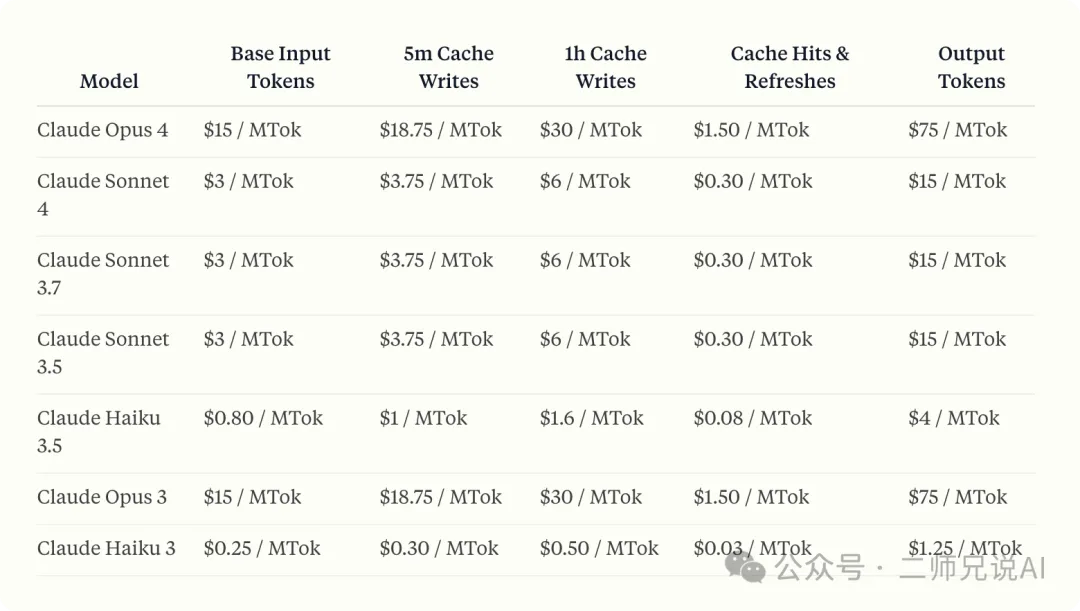 Model Base Input Tokens 5m Cache Writes 1h Cache Writes Cache Hits & Refreshes Output Tokens
Claude Opus 4 $15 / MTok $18.75 / MTok $30 / MTok $1.50 / MTok $75 / MTok
Claude Sonnet 4 $3 / MTok $3.75 / MTok $6 / MTok $0.30 / MTok $15 / MTok
Claude Sonnet 3.7 $3 / MTok $3.75 / MTok $6 / MTok $0.30 / MTok $15 / MTok
Claude Sonnet 3.5 $3 / MTok $3.75 / MTok $6 / MTok $0.30 / MTok $15 / MTok
Claude Haiku 3.5 $0.80 / MTok $1 / MTok $1.6 / MTok $0.08 / MTok $4 / MTok
Claude Opus 3 $15 / MTok $18.75 / MTok $30 / MTok $1.50 / MTok $75 / MTok
Claude Haiku 3 $0.25 / MTok $0.30 / MTok $0.50 / MTok $0.03 / MTok $1.25 / MTok
公众号 · 二师兄说AI